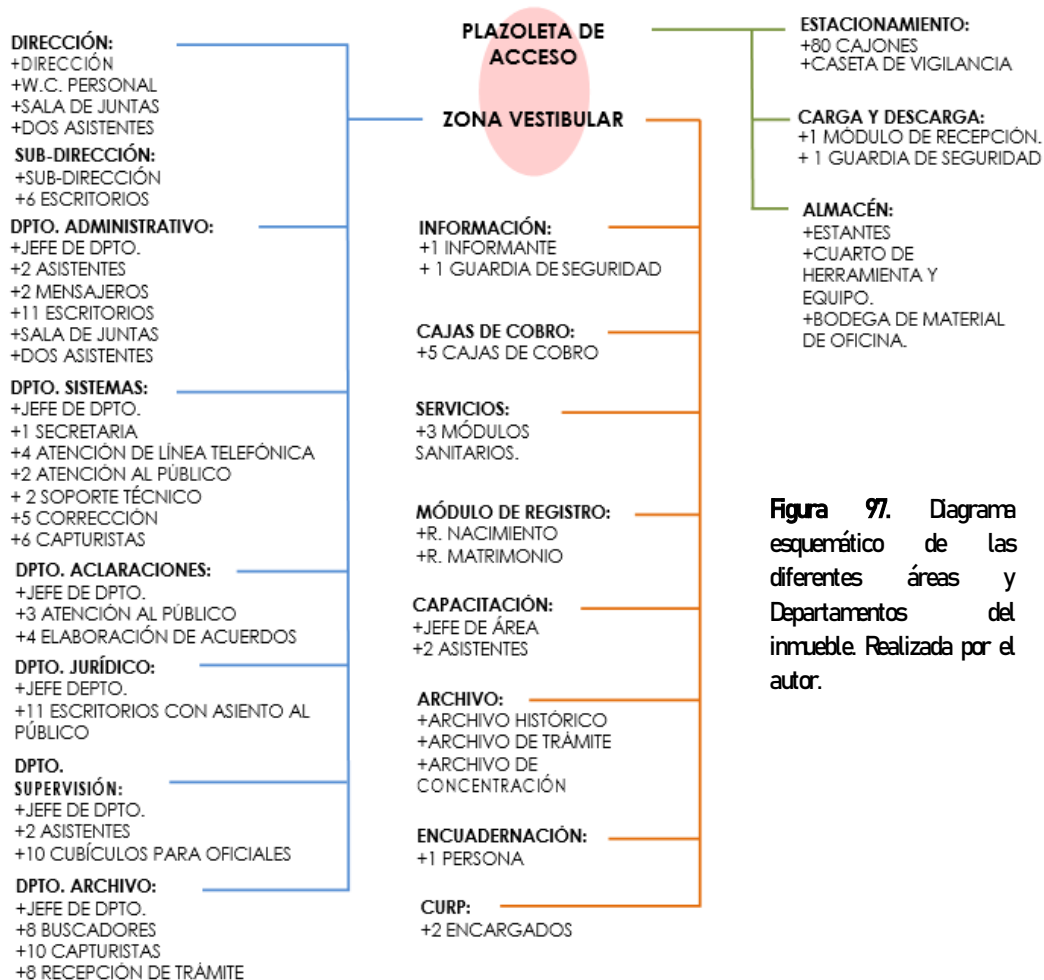 DIRECCIÓN:
+DIRECCIÓN
+W.C. PERSONAL
+SALA DE JUNTAS
+DOS ASISTENTES
SUB-DIRECCIÓN:
+SUB-DIRECCIÓN
+6 ESCRITORIOS
DPTO. ADMINISTRATIVO:
+JEFE DE DPTO.
+2 ASISTENTES
+2 MENSAJEROS
+11 ESCRITORIOS
+SALA DE JUNTAS
+DOS ASISTENTES
DPTO. SISTEMAS:
+JEFE DE DPTO.
+1 SECRETARIA
+4 ATENCIÓN DE LÍNEA TELEFÓNICA
+2 ATENCIÓN AL PÚBLICO
+ 2 SOPORTE TÉCNICO
+5 CORRECCIÓN
+6 CAPTURISTAS
DPTO. ACLARACIONES:
+JEFE DE DPTO.
+3 ATENCIÓN AL PÚBLICO
+4 ELABORACIÓN DE ACUERDOS
DPTO. JURÍDICO:
+JEFE DEPTO.
+11 ESCRITORIOS CON ASIENTO AL
PÚBLICO
DPTO.
SUPERVISIÓN:
+JEFE DE DPTO.
+2 ASISTENTES
+10 CUBÍCULOS PARA OFICIALES
DPTO. ARCHIVO:
+JEFE DE DPTO.
+8 BUSCADORES
+10 CAPTURISTAS
+8 RECEPCIÓN DE TRÁMITE
PLAZOLETA DE
ACCESO
ZONA VESTIBULAR
INFORMACIÓN:
+1 INFORMANTE
+ 1 GUARDIA DE SEGURIDAD
CAJAS DE COBRO:
+5 CAJAS DE COBRO
SERVICIOS:
+3 MÓDULOS
SANITARIOS.
MÓDULO DE REGISTRO:
+R. NACIMIENTO
+R. MATRIMONIO
CAPACITACIÓN:
+JEFE DE ÁREA
+2 ASISTENTES
ARCHIVO:
+ARCHIVO HISTÓRICO
+ARCHIVO DE TRÁMITE
+ARCHIVO DE
CONCENTRACIÓN
ENCUADERNACIÓN:
+1 PERSONA
CURP:
+2 ENCARGADOS
ESTACIONAMIENTO:
+80 CAJONES
+CASETA DE VIGILANCIA
CARGA Y DESCARGA:
+1 MÓDULO DE RECEPCIÓN.
+ 1 GUARDIA DE SEGURIDAD
ALMACÉN:
+ESTANTES
+CUARTO DE
HERRAMIENTA Y
EQUIPO.
+BODEGA DE MATERIAL
DE OFICINA.
Figura 97. Diagrama
esquemático de las
diferentes áreas y
Departamentos del
inmueble. Realizada por el
autor.